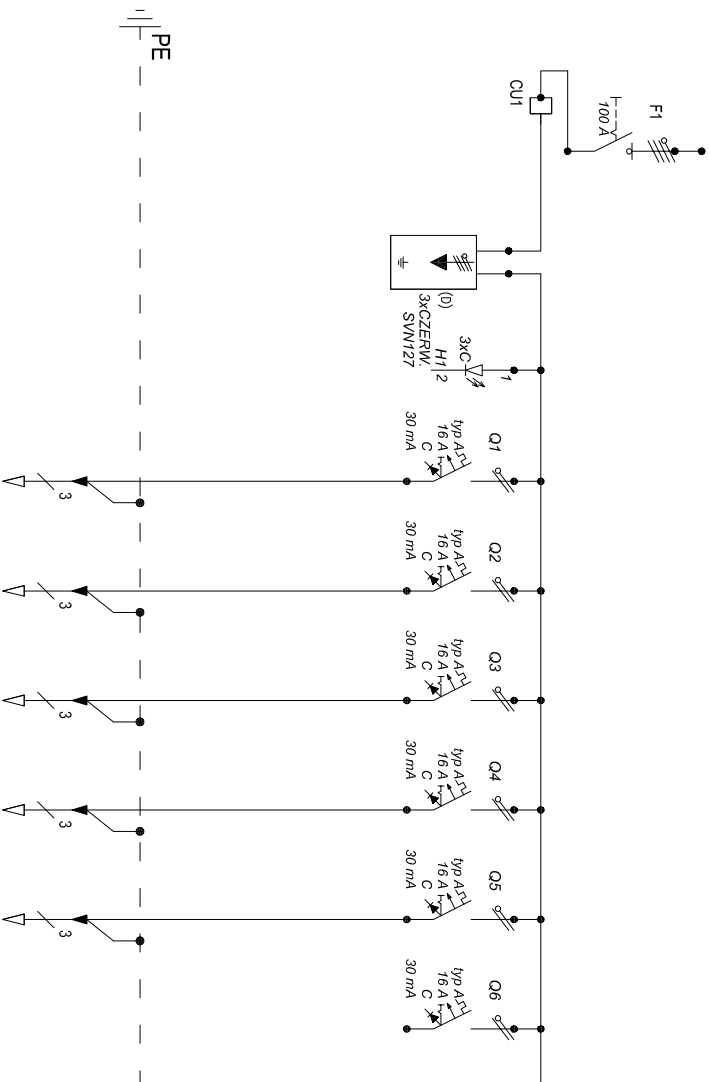 PE
F1
100 A
CU1
(D)
3xCZERW.
SVN127
3xC
H1
1
2
Q1
typ A
16 A
C
30 mA
3
Q2
typ A
16 A
C
30 mA
3
Q3
typ A
16 A
C
30 mA
3
Q4
typ A
16 A
C
30 mA
3
Q5
typ A
16 A
C
30 mA
3
Q6
typ A
16 A
C
30 mA